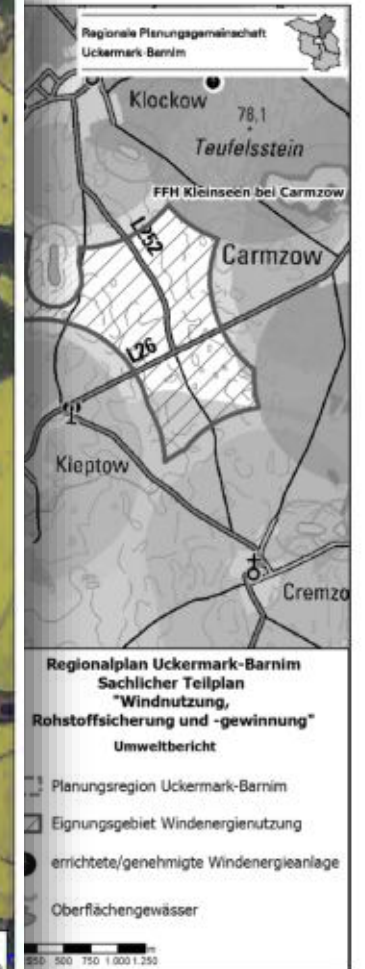 Regionale Planungsgemeinschaft
Uckermark-Barnim
Klockow
78,1
Teufelsstein
FFH Kleinseen bei Carmzow
L252
Carmzow
L26
Kleptow
Cremzo
Regionalplan Uckermark-Barnim
Sachlicher Teilplan
"Windnutzung,
Rohstoffsicherung und -gewinnung"
Umweltbericht
Planungsregion Uckermark-Barnim
Eignungsgebiet Windenergienutzung
errichtete/genehmigte Windenergieanlage
Oberflächengewässer
250 500 750 1.000 1.250